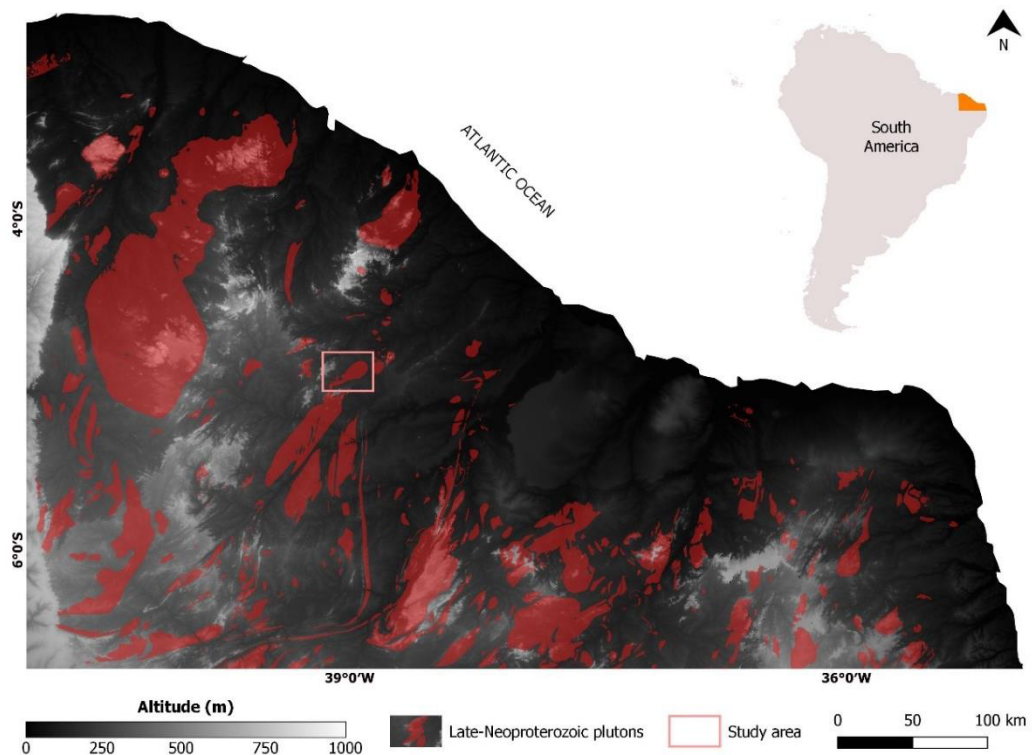 N
South
America
ATLANTIC OCEAN
4°0'S
6°0'S
39°0'W
36°0'W
Altitude (m)
0 250 500 750 1000
Late-Neoproterozoic plutons
Study area
0 50 100 km